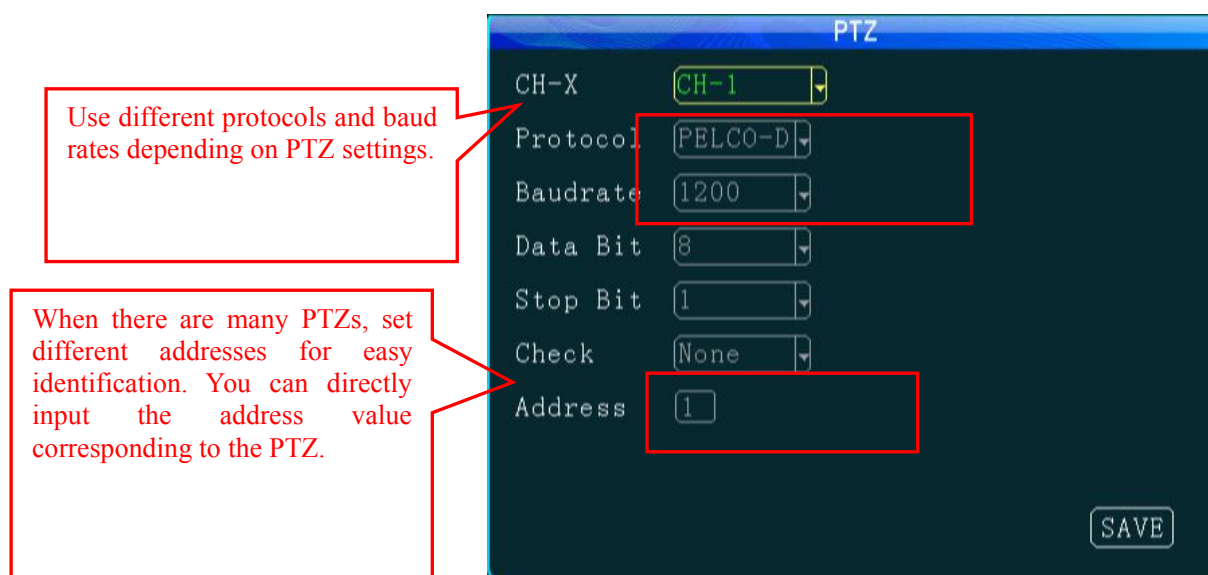 PTZ
CH-X CH-1
Use different protocols and baud
rates depending on PTZ settings.
Protocol PELCO-D
Baudrate 1200
Data Bit 8
Stop Bit 1
When there are many PTZs, set
different addresses for easy
identification. You can directly
input the address value
corresponding to the PTZ.
Check None
Address 1
SAVE